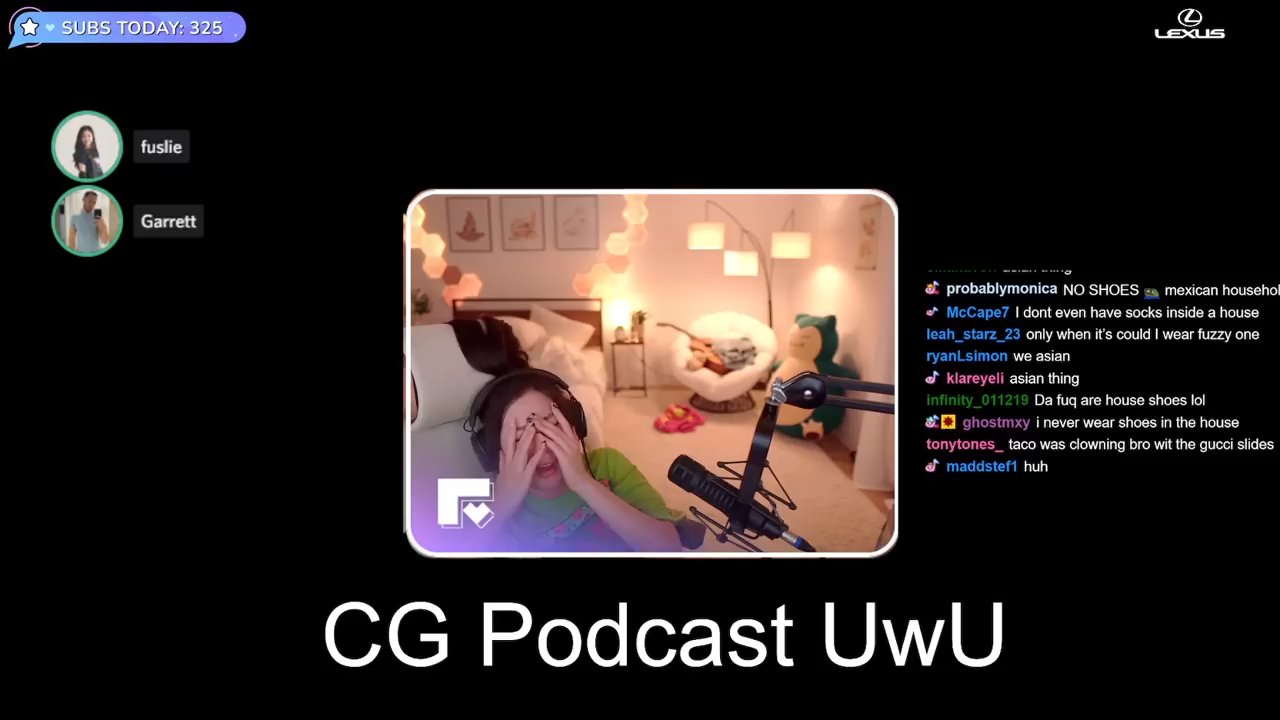 SUBS TODAY: 325
LEXUS
fuslie
Garrett
asian thing
probablymonica NO SHOES mexican househol
McCape7 I dont even have socks inside a house
leah_starz_23 only when it's could I wear fuzzy one
ryanLsimon we asian
klareyeli asian thing
infinity_011219 Da fuq are house shoes lol
ghostmxy i never wear shoes in the house
tonytones_ taco was clowning bro wit the gucci slides
maddstef1 huh
CG Podcast UwU